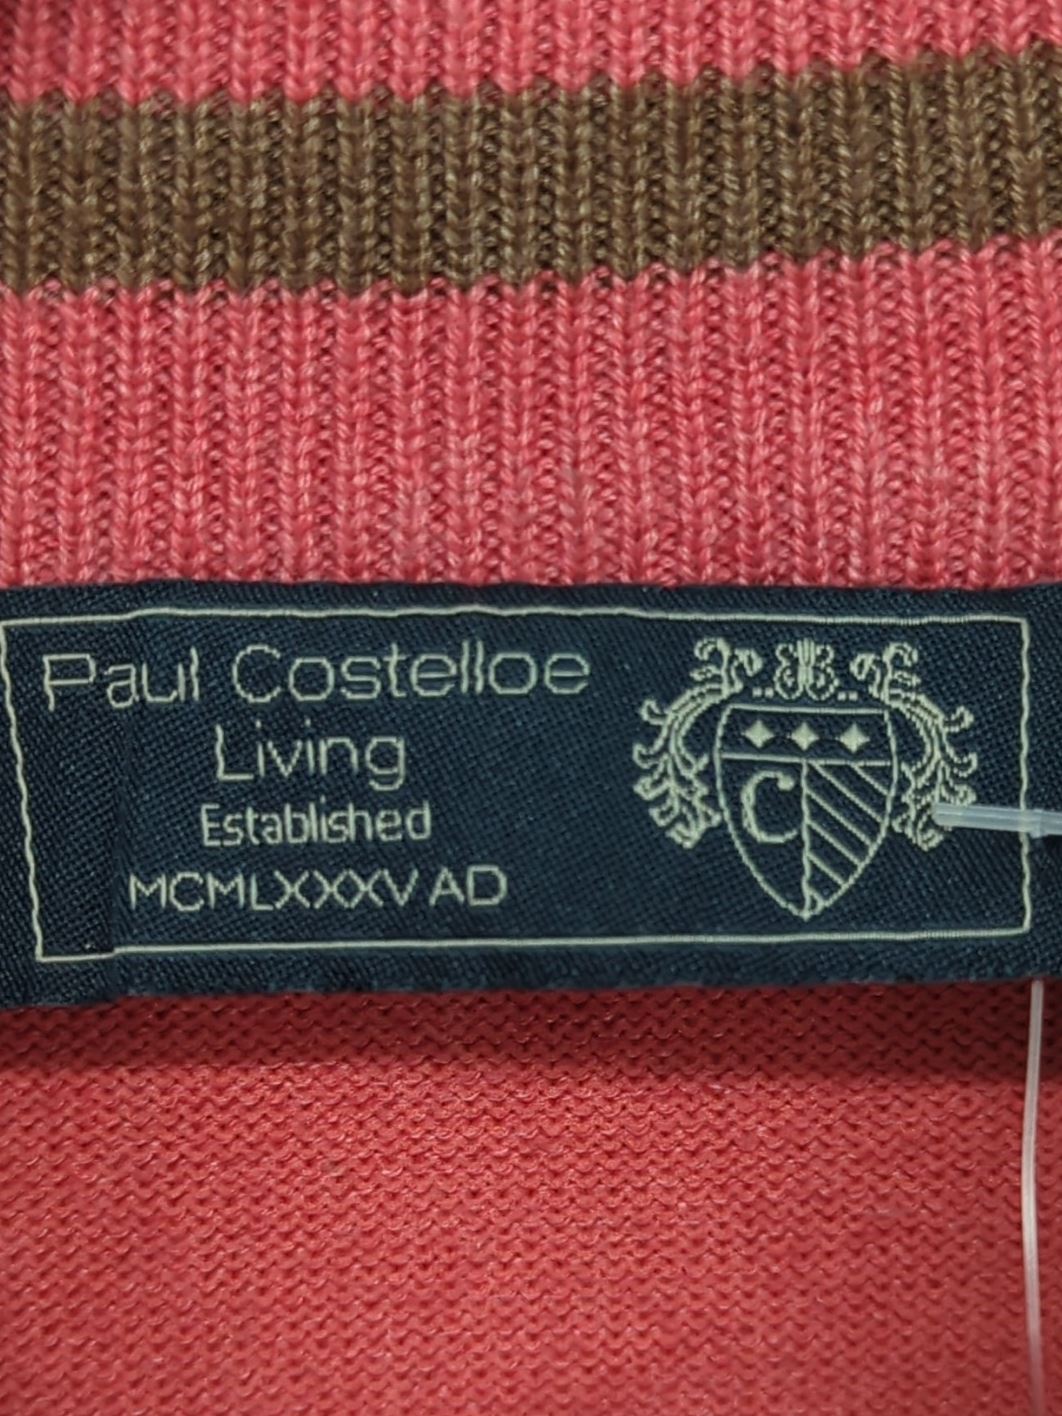 Paul Costelloe
Living
Established
MCMLXXXV AD
C